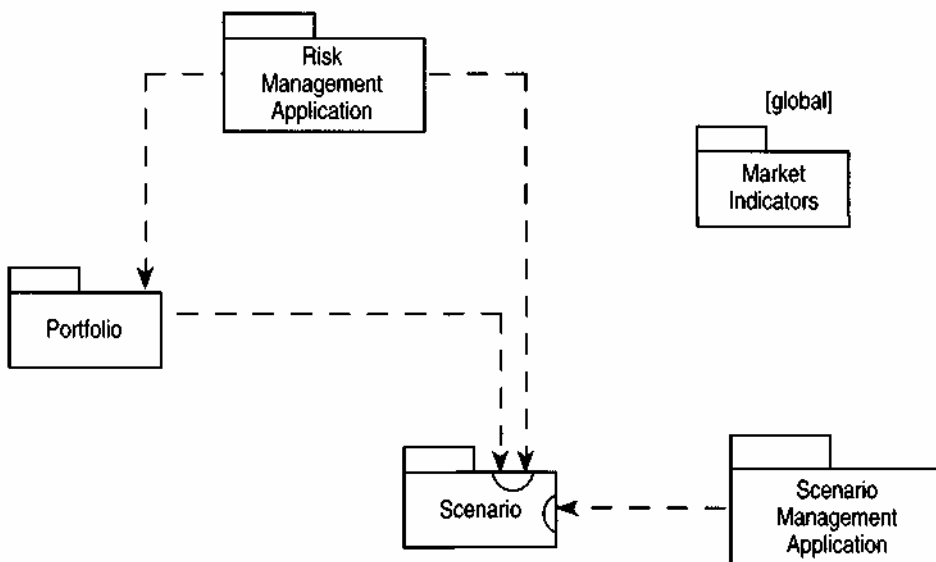 Risk
Management
Application
[global]
Market
Indicators
Portfolio
Scenario
Scenario
Management
Application